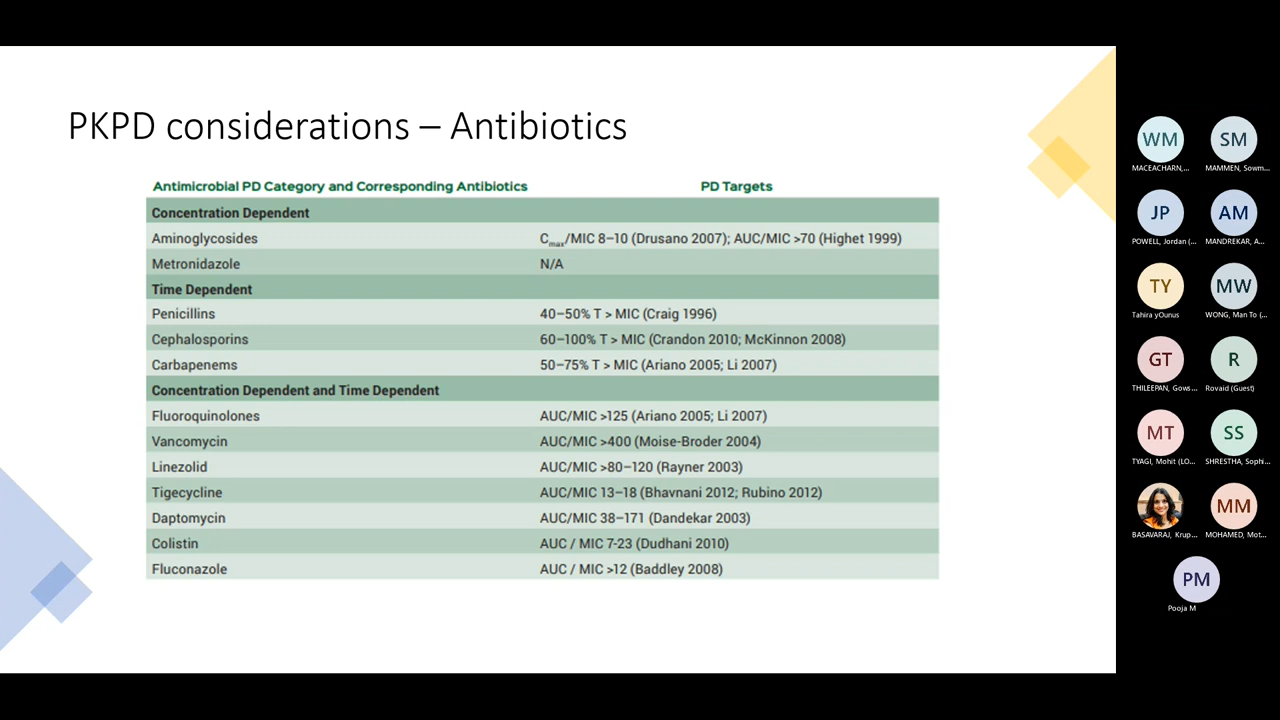 PKPD considerations – Antibiotics
Antimicrobial PD Category and Corresponding Antibiotics PD Targets
Concentration Dependent
Aminoglycosides Cmax/MIC 8–10 (Drusano 2007); AUC/MIC >70 (Highet 1999)
Metronidazole N/A
Time Dependent
Penicillins 40–50% T > MIC (Craig 1996)
Cephalosporins 60–100% T > MIC (Crandon 2010; McKinnon 2008)
Carbapenems 50–75% T > MIC (Ariano 2005; Li 2007)
Concentration Dependent and Time Dependent
Fluoroquinolones AUC/MIC >125 (Ariano 2005; Li 2007)
Vancomycin AUC/MIC >400 (Moise-Broder 2004)
Linezolid AUC/MIC >80–120 (Rayner 2003)
Tigecycline AUC/MIC 13–18 (Bhavnani 2012; Rubino 2012)
Daptomycin AUC/MIC 38–171 (Dandekar 2003)
Colistin AUC / MIC 7-23 (Dudhani 2010)
Fluconazole AUC / MIC >12 (Baddley 2008)
WM SM
MACEACHARN,... MAMMEN, Sowm...
JP AM
POWELL, Jordan (... MANDREKAR, A...
TY MW
Tahira yOunus WONG, Man To (...
GT R
THILEEPAN, Gows... Rovaid (Guest)
MT SS
TYAGI, Mohit (LO... SHRESTHA, Sophi...
MM
BASAVARAJ, Krup... MOHAMED, Mot...
PM
Pooja M